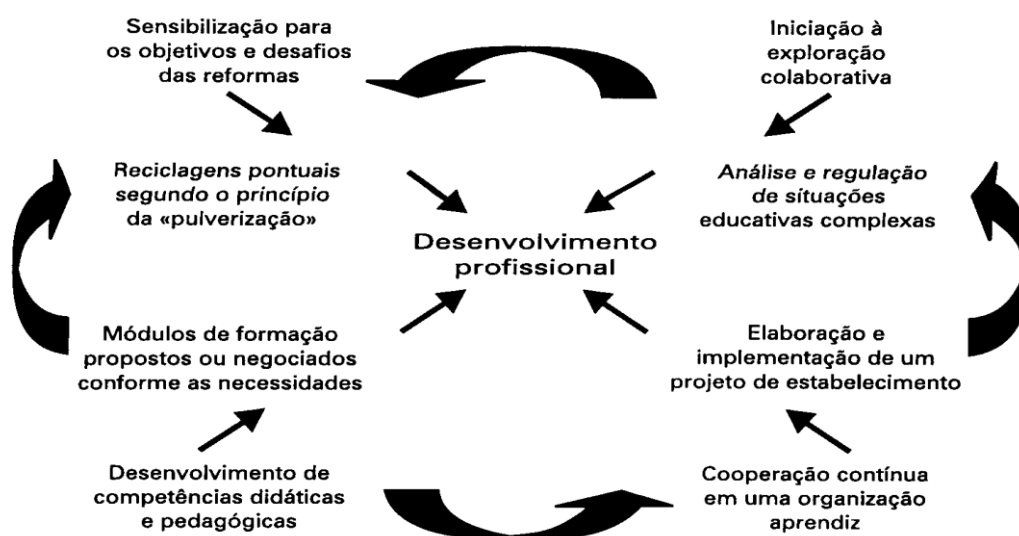 Sensibilização para
os objetivos e desafios
das reformas
Iniciação à
exploração
colaborativa
Reciclagens pontuais
segundo o princípio
da «pulverização»
Análise e regulação
de situações
educativas complexas
Desenvolvimento
profissional
Módulos de formação
propostos ou negociados
conforme as necessidades
Elaboração e
implementação de um
projeto de estabelecimento
Desenvolvimento de
competências didáticas
e pedagógicas
Cooperação contínua
em uma organização
aprendiz